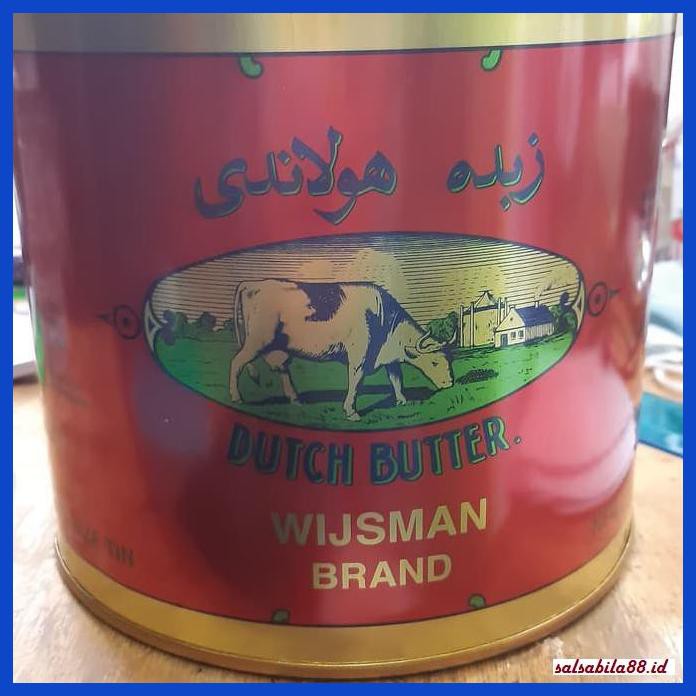 زبده هولاندی
DUTCH BUTTER.
WIJSMAN
BRAND
salsabila88.id